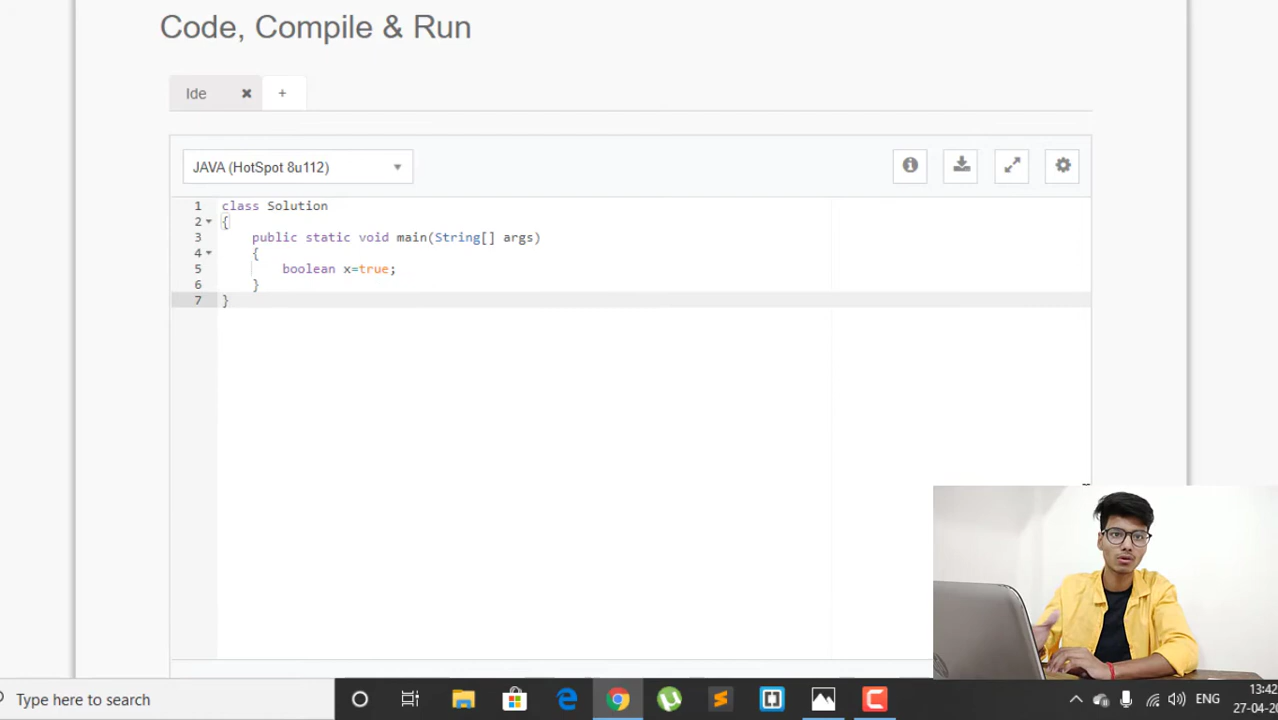 Code, Compile & Run
Ide
+
JAVA (HotSpot 8u112)
1 class Solution
2 {
3 public static void main(String[] args)
4 {
5 boolean x=true;
6 }
7 }
Type here to search
ENG
13:42
27-04-20